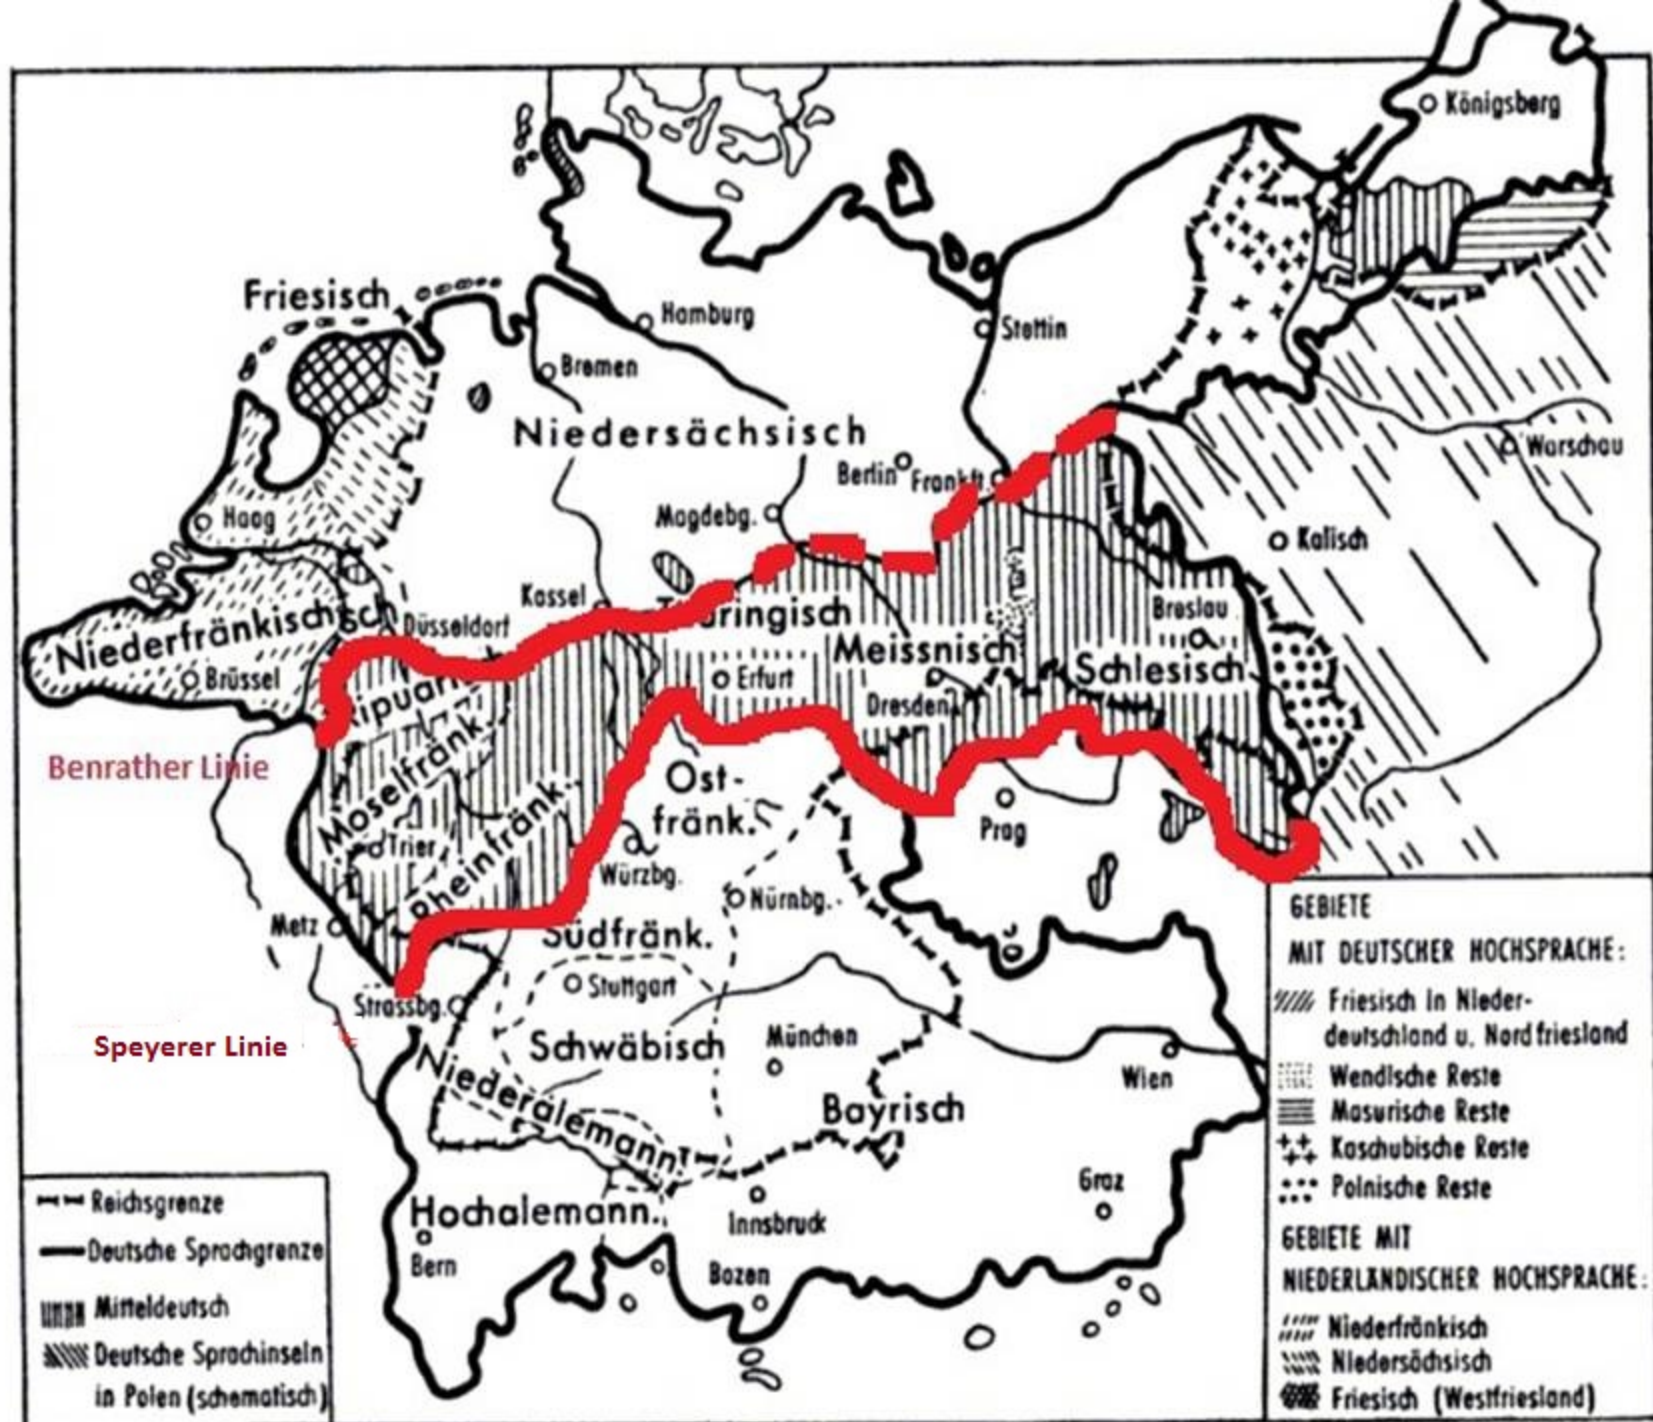 Königsberg
Friesisch
Hamburg
Stettin
Bremen
Niedersächsisch
Warschau
Berlin
Frankft.
Haag
Magdebg.
Kalisch
Kassel
Breslau
Düsseldorf
Niederfränkisch
Meissnisch
Schlesisch
Brüssel
Erfurt
Dresden
Benrather Linie
Moselfränk.
Ost-
fränk.
Prag
Trier
Rheinfränk.
Würzbg.
Nürnbg.
Metz
Südfränk.
Stuttgart
Strassbg.
Speyerer Linie
Schwäbisch
München
Wien
Niederalemann.
Bayrisch
Graz
Hochalemann.
Innsbruck
Bern
Bozen
Reichsgrenze
Deutsche Sprachgrenze
Mitteldeutsch
Deutsche Sprachinseln
in Polen (schematisch)
GEBIETE
MIT DEUTSCHER HOCHSPRACHE:
Friesisch in Nieder-
deutschland u. Nordfriesland
Wendische Reste
Masurische Reste
Kaschubische Reste
Polnische Reste
GEBIETE MIT
NIEDERLÄNDISCHER HOCHSPRACHE:
Niederfränkisch
Niedersächsisch
Friesisch (Westfriesland)